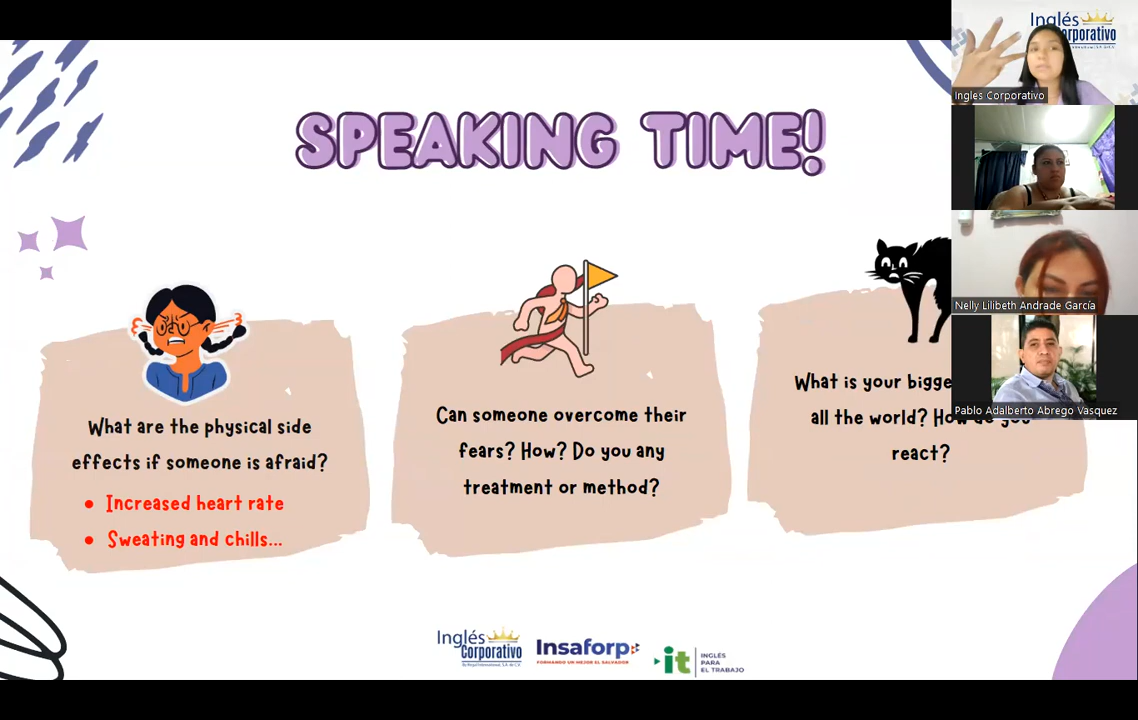 SPEAKING TIME!
What are the physical side
effects if someone is afraid?
• Increased heart rate
• Sweating and chills...
Can someone overcome their
fears? How? Do you any
treatment or method?
What is your
all the world? How do you
react?
Inglés
Corporativo
Insaforp
FORMANDO UN MEJOR EL SALVADOR
it
INGLÉS
PARA
EL TRABAJO
Inglés
Corporativo
Ingles Corporativo
Nelly Lilibeth Andrade García
Pablo Adalberto Abrego Vasquez